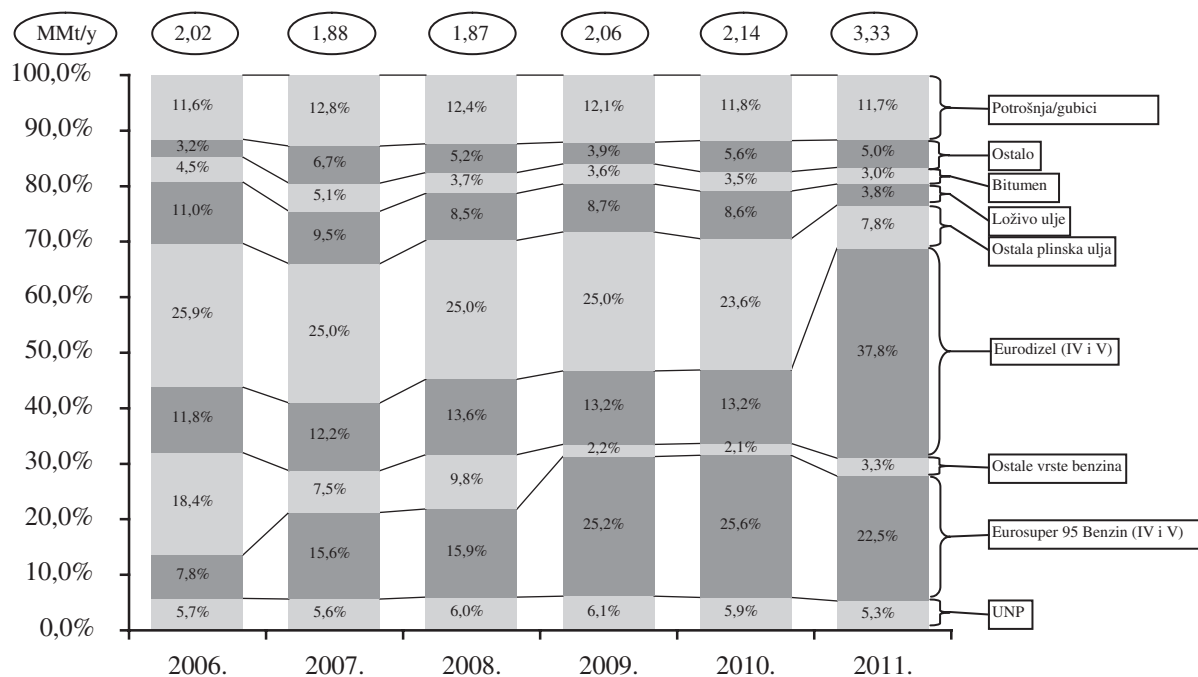 MMt/y 2,02 1,88 1,87 2,06 2,14 3,33
100,0%
90,0%
80,0%
70,0%
60,0%
50,0%
40,0%
30,0%
20,0%
10,0%
0,0%
11,6% 12,8% 12,4% 12,1% 11,8% 11,7%
3,2% 6,7% 5,2% 3,9% 5,6% 5,0%
4,5% 5,1% 3,7% 3,6% 3,5% 3,0%
11,0% 9,5% 8,5% 8,7% 8,6% 3,8%
25,9% 25,0% 25,0% 25,0% 23,6% 7,8%
11,8% 12,2% 13,6% 13,2% 13,2% 37,8%
18,4% 7,5% 9,8% 2,2% 2,1% 3,3%
7,8% 15,6% 15,9% 25,2% 25,6% 22,5%
5,7% 5,6% 6,0% 6,1% 5,9% 5,3%
Potrošnja/gubici
Ostalo
Bitumen
Loživo ulje
Ostala plinska ulja
Eurodizel (IV i V)
Ostale vrste benzina
Eurosuper 95 Benzin (IV i V)
UNP
2006. 2007. 2008. 2009. 2010. 2011.